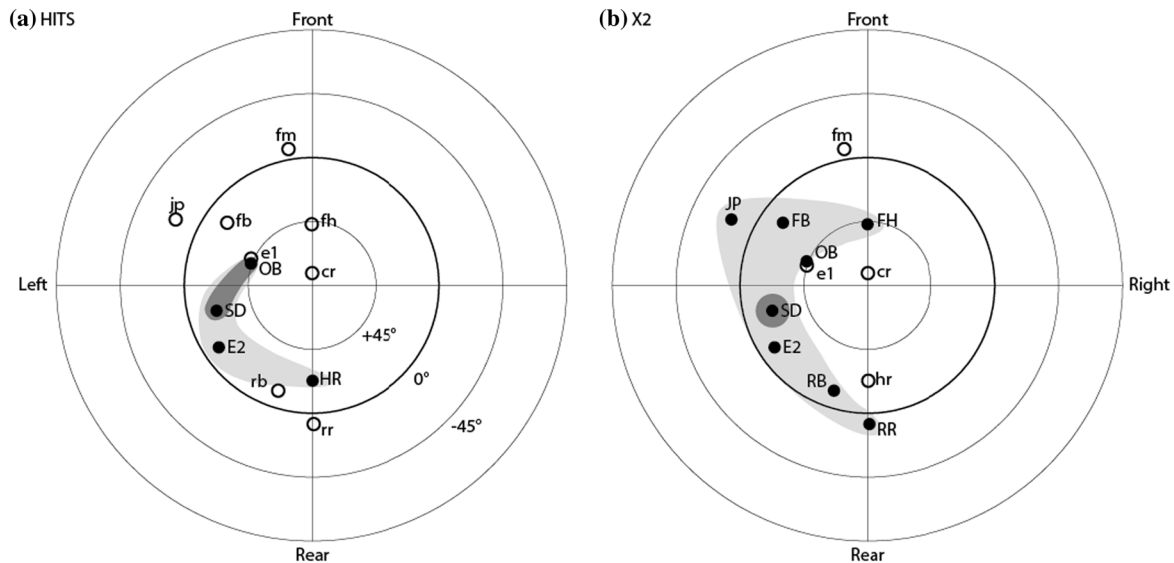 (a) HITS
Front
fm
jp
fb
fh
e1
OB
cr
Left
SD
+45°
E2
rb
HR
0°
rr
-45°
Rear
(b) X2
Front
fm
JP
FB
FH
OB
e1
cr
Right
SD
E2
RB
hr
RR
Rear